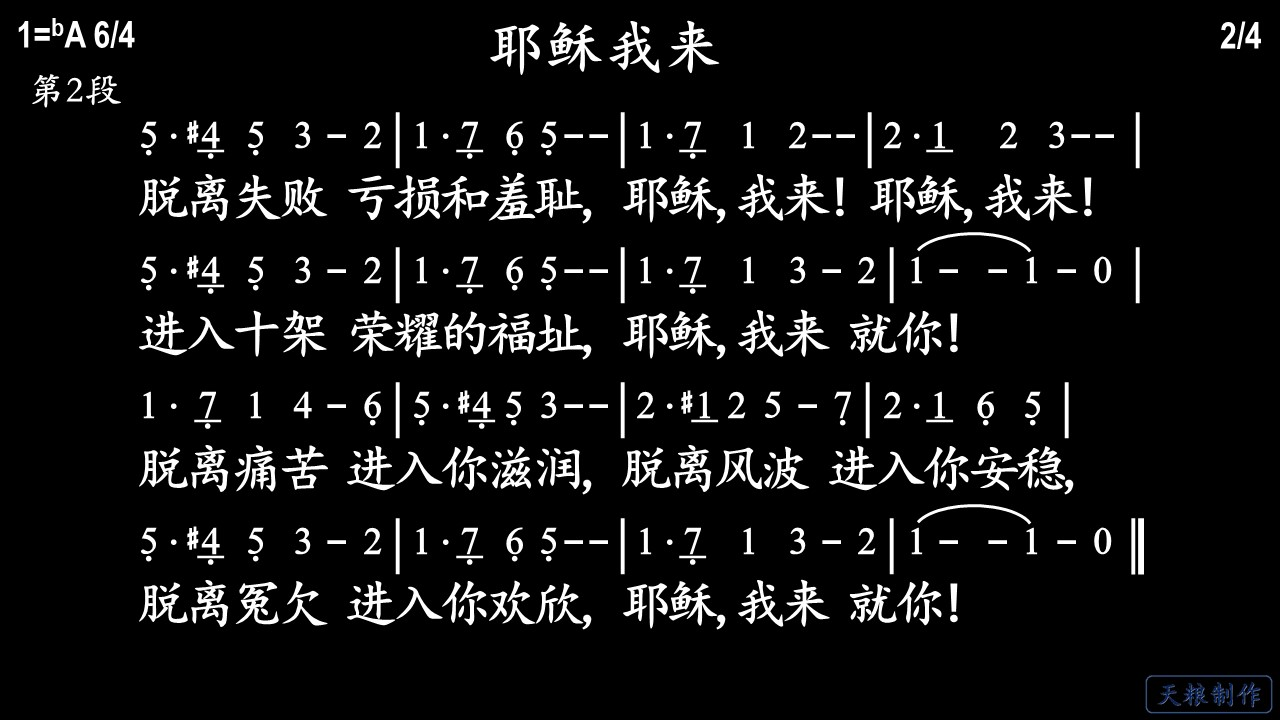 1=ᵇA 6/4
耶稣我来
2/4
第2段
5̣ · #4̣ 5̣ 3 - 2 | 1 · 7̣ 6̣ 5̣-- | 1 · 7̣ 1 2-- | 2 · 1 2 3-- |
脱离失败 亏损和羞耻, 耶稣,我来! 耶稣,我来!
5̣ · #4̣ 5̣ 3 - 2 | 1 · 7̣ 6̣ 5̣-- | 1 · 7̣ 1 3 - 2 | 1 - - 1 - 0 |
进入十架 荣耀的福址, 耶稣,我来 就你!
1 · 7̣ 1 4 - 6̣ | 5̣ · #4̣ 5̣ 3-- | 2 · #1 2 5 - 7̣ | 2 · 1 6̣ 5̣ |
脱离痛苦 进入你滋润, 脱离风波 进入你安稳,
5̣ · #4̣ 5̣ 3 - 2 | 1 · 7̣ 6̣ 5̣-- | 1 · 7̣ 1 3 - 2 | 1 - - 1 - 0 ‖
脱离冤欠 进入你欢欣, 耶稣,我来 就你!
天粮制作